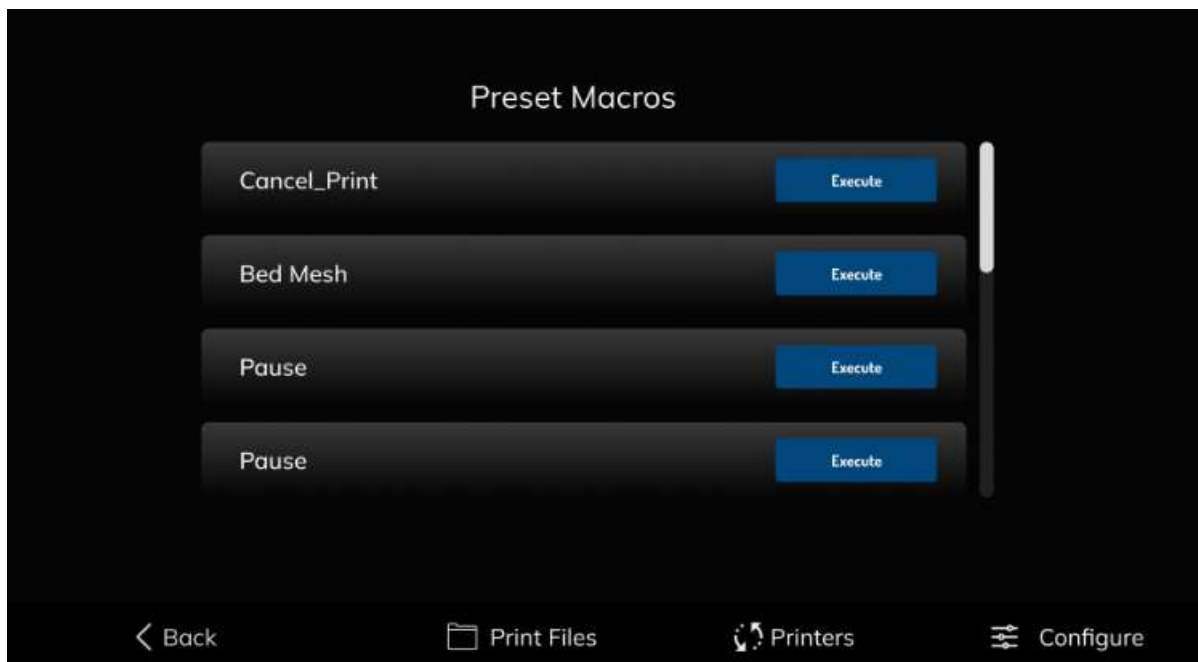 Preset Macros
Cancel_Print Execute
Bed Mesh Execute
Pause Execute
Pause Execute
Back Print Files Printers Configure